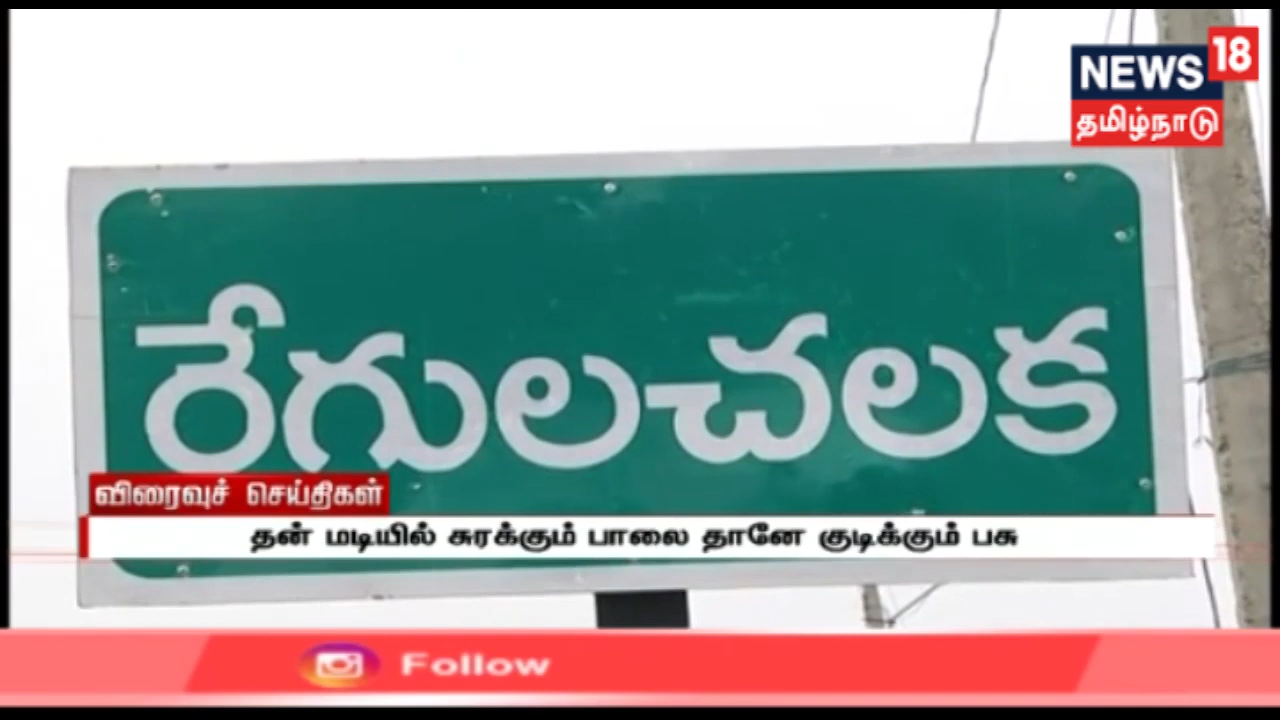 NEWS 18
தமிழ்நாடு
రేగులచలక
விரைவுச் செய்திகள்
தன் மடியில் சுரக்கும் பாலை தானே குடிக்கும் பசு
Follow